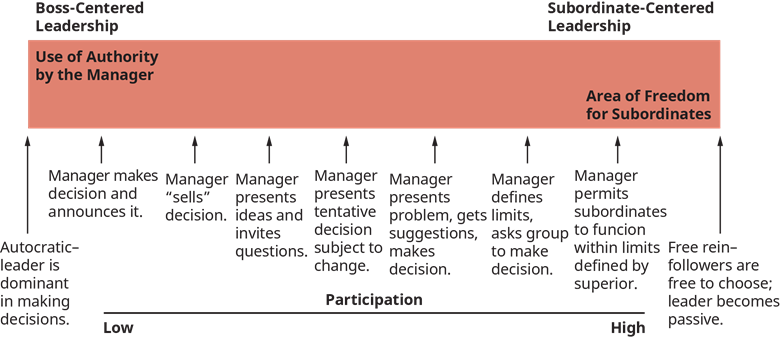 Boss-Centered
Leadership
Subordinate-Centered
Leadership
Use of Authority
by the Manager
Area of Freedom
for Subordinates
Autocratic–
leader is
dominant
in making
decisions.
Manager makes
decision and
announces it.
Manager
“sells”
decision.
Manager
presents
ideas and
invites
questions.
Manager
presents
tentative
decision
subject to
change.
Manager
presents
problem, gets
suggestions,
makes
decision.
Manager
defines
limits,
asks group
to make
decision.
Manager
permits
subordinates
to funcion
within limits
defined by
superior.
Free rein–
followers are
free to choose;
leader becomes
passive.
Participation
Low
High